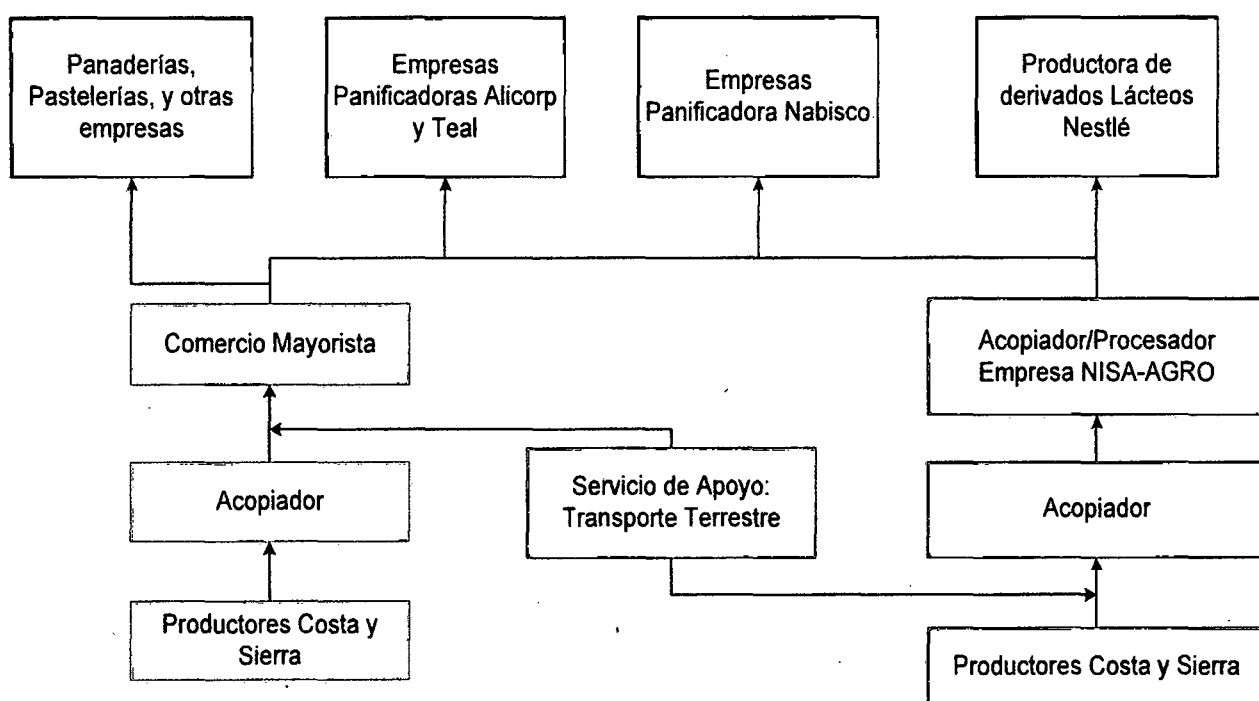 Panaderías,
Pastelerías, y otras
empresas
Empresas
Panificadoras Alicorp
y Teal
Empresas
Panificadora Nabisco
Productora de
derivados Lácteos
Nestlé
Comercio Mayorista
Acopiador/Procesador
Empresa NISA-AGRO
Acopiador
Servicio de Apoyo:
Transporte Terrestre
Acopiador
Productores Costa y
Sierra
Productores Costa y Sierra